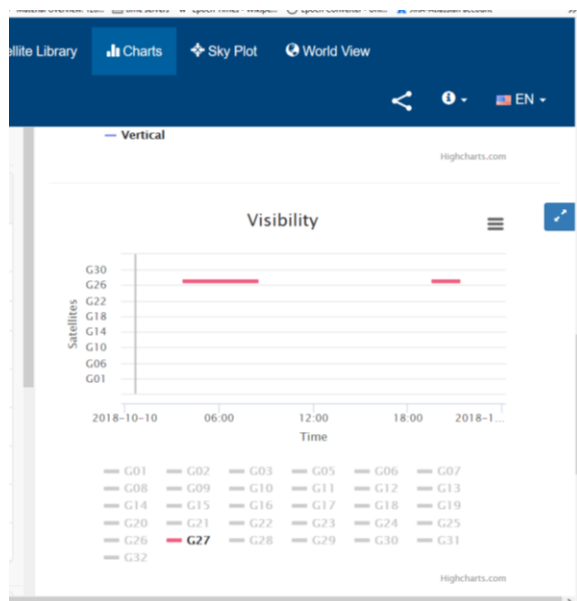 ellite Library Charts Sky Plot World View
EN
Vertical
Highcharts.com
Visibility
G30
G26
G22
G18
G14
G10
G06
G01
Satellites
2018-10-10 06:00 12:00 18:00 2018-1...
Time
G01 G02 G03 G05 G06 G07
G08 G09 G10 G11 G12 G13
G14 G15 G16 G17 G18 G19
G20 G21 G22 G23 G24 G25
G26 G27 G28 G29 G30 G31
G32
Highcharts.com